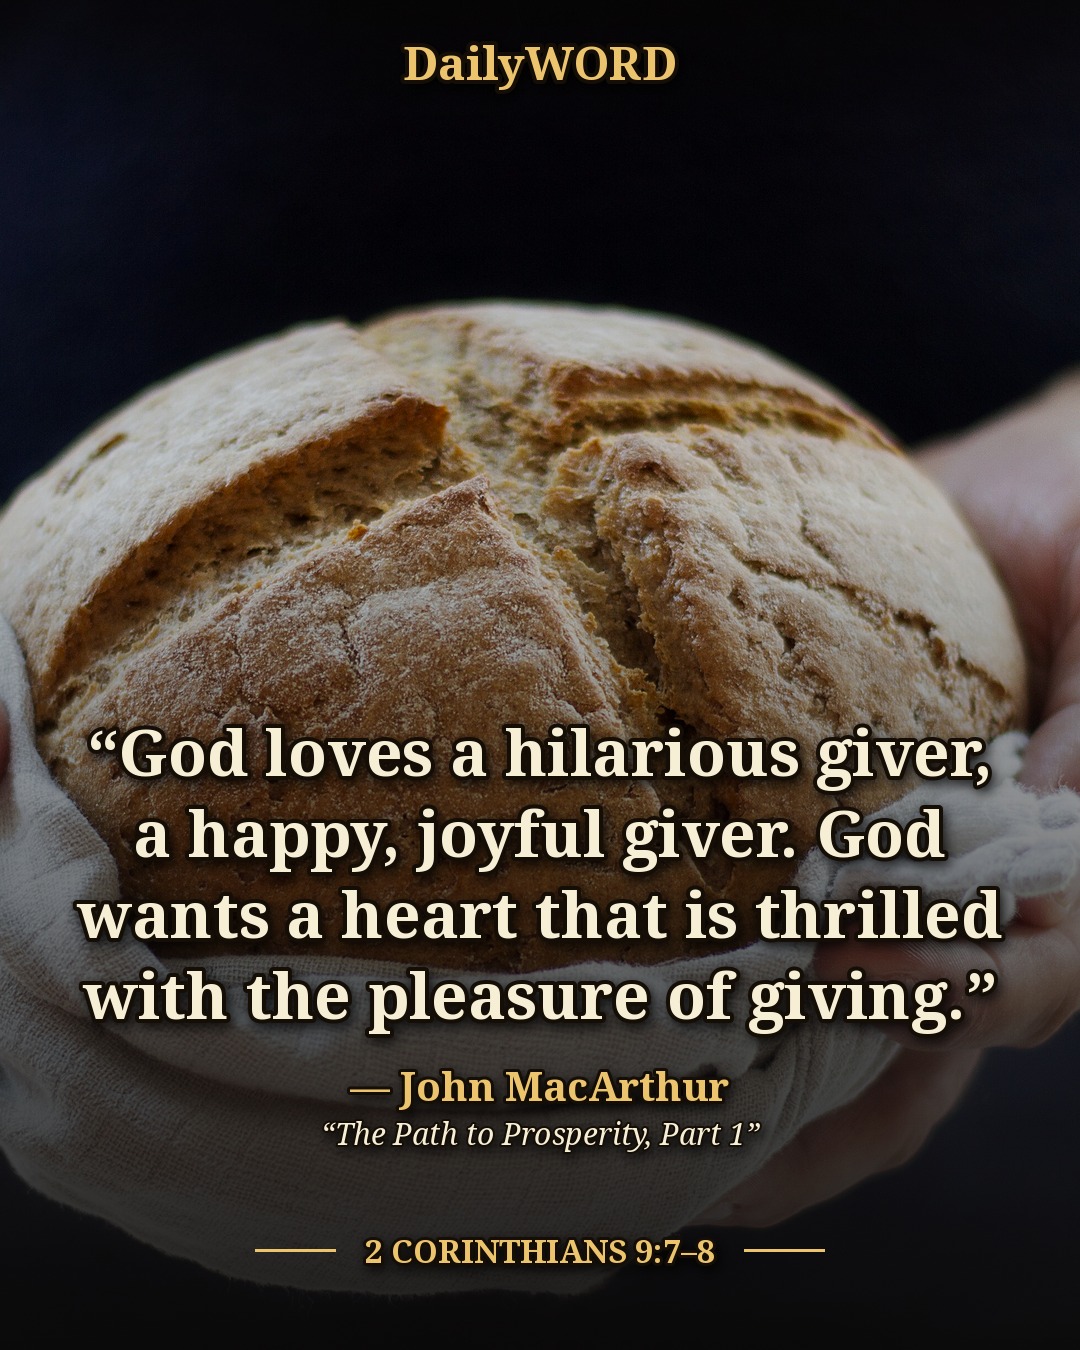 DailyWORD
“God loves a hilarious giver,
a happy, joyful giver. God
wants a heart that is thrilled
with the pleasure of giving.”
— John MacArthur
“The Path to Prosperity, Part 1”
2 CORINTHIANS 9:7–8